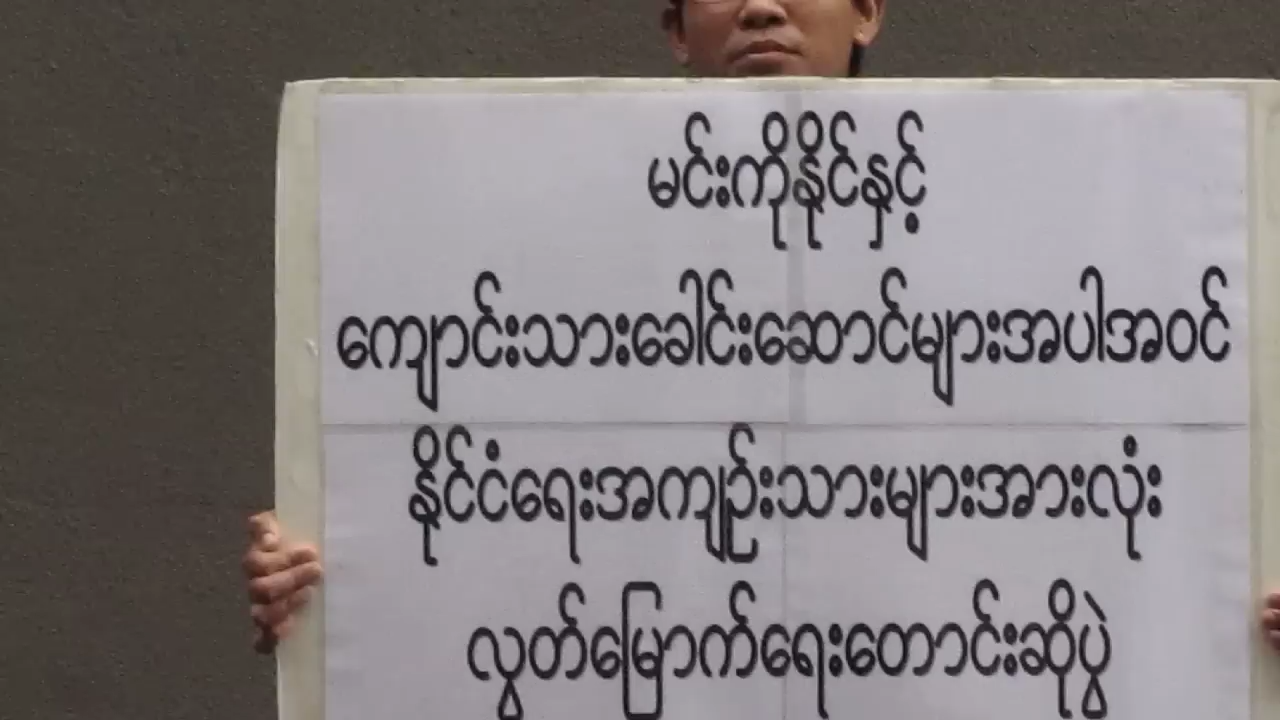 မင်းကိုနိုင်နှင့်
ကျောင်းသားခေါင်းဆောင်များအပါအဝင်
နိုင်ငံရေးအကျဉ်းသားများအားလုံး
လွတ်မြောက်ရေးတောင်းဆိုပွဲ